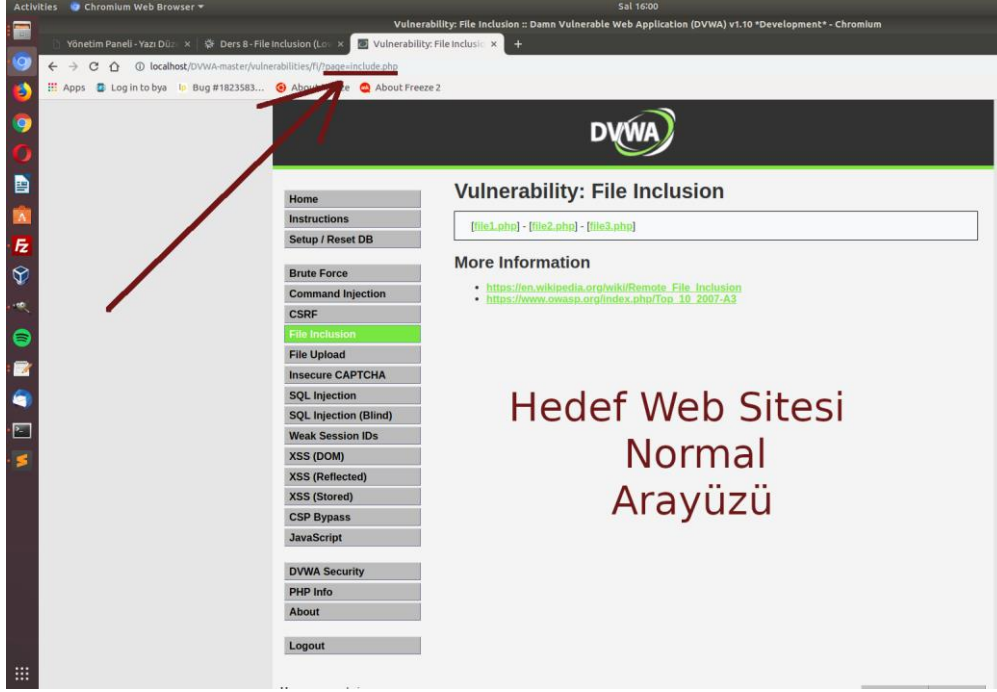 Activities
Chromium Web Browser
Sal 16:00
Vulnerability: File Inclusion :: Damn Vulnerable Web Application (DVWA) v1.10 *Development* - Chromium
Yönetim Paneli - Yazı Düz
Ders 8 - File Inclusion (Lo
Vulnerability: File Inclusio
localhost/DVWA-master/vulnerabilities/fi/?page=include.php
Apps
Log in to bya
Bug #1823583...
About Freeze 2
DVWA
Home
Instructions
Setup / Reset DB
Brute Force
Command Injection
CSRF
File Inclusion
File Upload
Insecure CAPTCHA
SQL Injection
SQL Injection (Blind)
Weak Session IDs
XSS (DOM)
XSS (Reflected)
XSS (Stored)
CSP Bypass
JavaScript
DVWA Security
PHP Info
About
Logout
Vulnerability: File Inclusion
[file1.php] - [file2.php] - [file3.php]
More Information
https://en.wikipedia.org/wiki/Remote_File_Inclusion
https://www.owasp.org/index.php/Top_10_2007-A3
Hedef Web Sitesi
Normal
Arayüzü